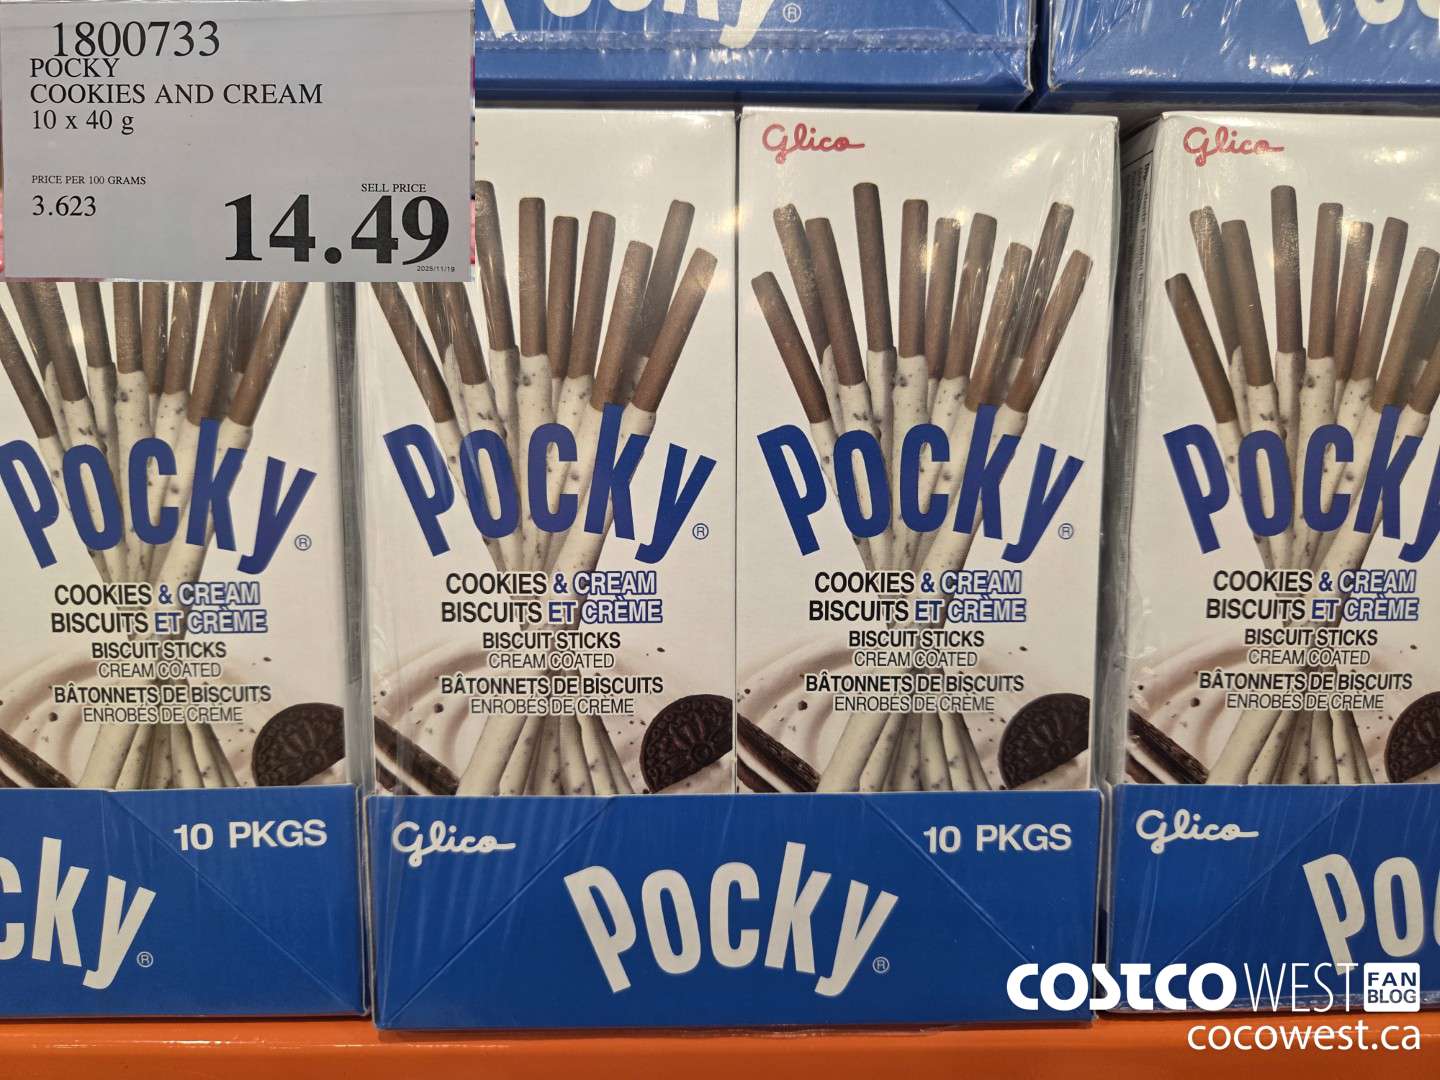 1800733
POCKY
COOKIES AND CREAM
10 x 40 g
PRICE PER 100 GRAMS
3.623
SELL PRICE
14.49
2025/11/19
Pocky ®
Glico
Glico
Pocky®
COOKIES & CREAM
BISCUITS ET CRÈME
BISCUIT STICKS
CREAM COATED
BÂTONNETS DE BISCUITS
ENROBÉS DE CRÈME
Pocky®
COOKIES & CREAM
BISCUITS ET CRÈME
BISCUIT STICKS
CREAM COATED
BÂTONNETS DE BISCUITS
ENROBÉS DE CRÈME
Pocky®
COOKIES & CREAM
BISCUITS ET CRÈME
BISCUIT STICKS
CREAM COATED
BÂTONNETS DE BISCUITS
ENROBÉS DE CRÈME
Pocky
COOKIES & CREAM
BISCUITS ET CRÈME
BISCUIT STICKS
CREAM COATED
BÂTONNETS DE BISCUITS
ENROBÉS DE CRÈME
10 PKGS
cky®
Glico
10 PKGS
Pocky®
Glico
Po
COSTCO WEST FAN BLOG
cocowest.ca